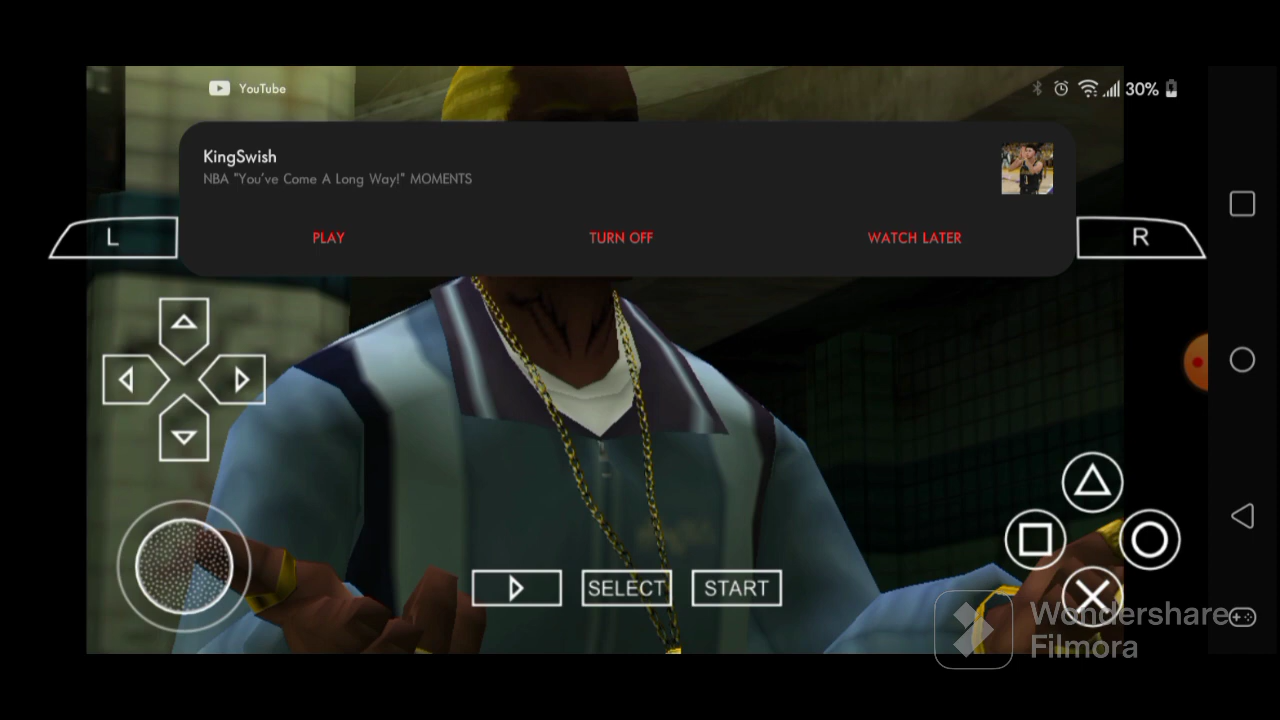 YouTube
30%
KingSwish
NBA "You've Come A Long Way!" MOMENTS
PLAY TURN OFF WATCH LATER
L R
SELECT START
Wondershare
Filmora